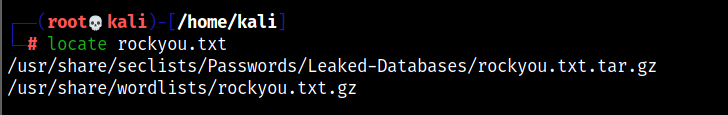 (root💀kali)-[/home/kali]
# locate rockyou.txt
/usr/share/seclists/Passwords/Leaked-Databases/rockyou.txt.tar.gz
/usr/share/wordlists/rockyou.txt.gz